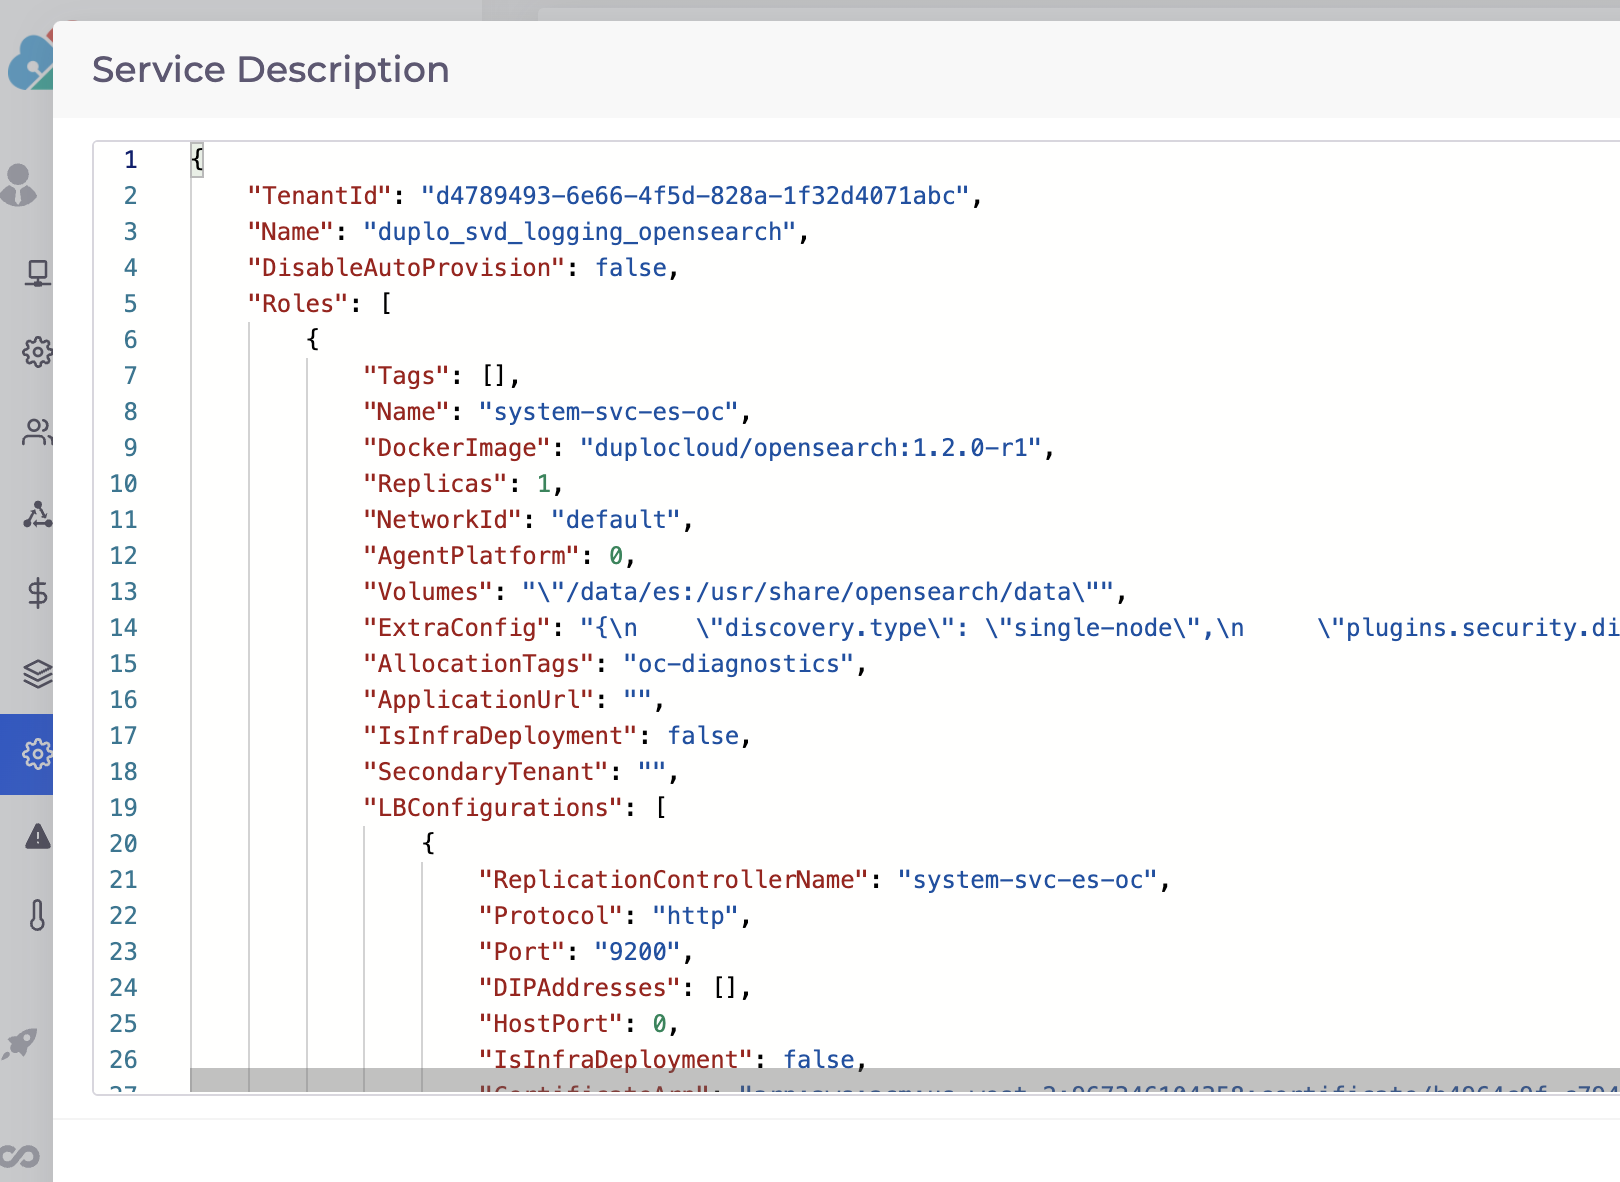 Service Description
1 {
2 "TenantId": "d4789493-6e66-4f5d-828a-1f32d4071abc",
3 "Name": "duplo_svd_logging_opensearch",
4 "DisableAutoProvision": false,
5 "Roles": [
6 {
7 "Tags": [],
8 "Name": "system-svc-es-oc",
9 "DockerImage": "duplocloud/opensearch:1.2.0-r1",
10 "Replicas": 1,
11 "NetworkId": "default",
12 "AgentPlatform": 0,
13 "Volumes": "\"/data/es:/usr/share/opensearch/data\"",
14 "ExtraConfig": "{\n    \"discovery.type\": \"single-node\",\n     \"plugins.security.di
15 "AllocationTags": "oc-diagnostics",
16 "ApplicationUrl": "",
17 "IsInfraDeployment": false,
18 "SecondaryTenant": "",
19 "LBConfigurations": [
20 {
21 "ReplicationControllerName": "system-svc-es-oc",
22 "Protocol": "http",
23 "Port": "9200",
24 "DIPAddresses": [],
25 "HostPort": 0,
26 "IsInfraDeployment": false,
27 "CertificateArn":